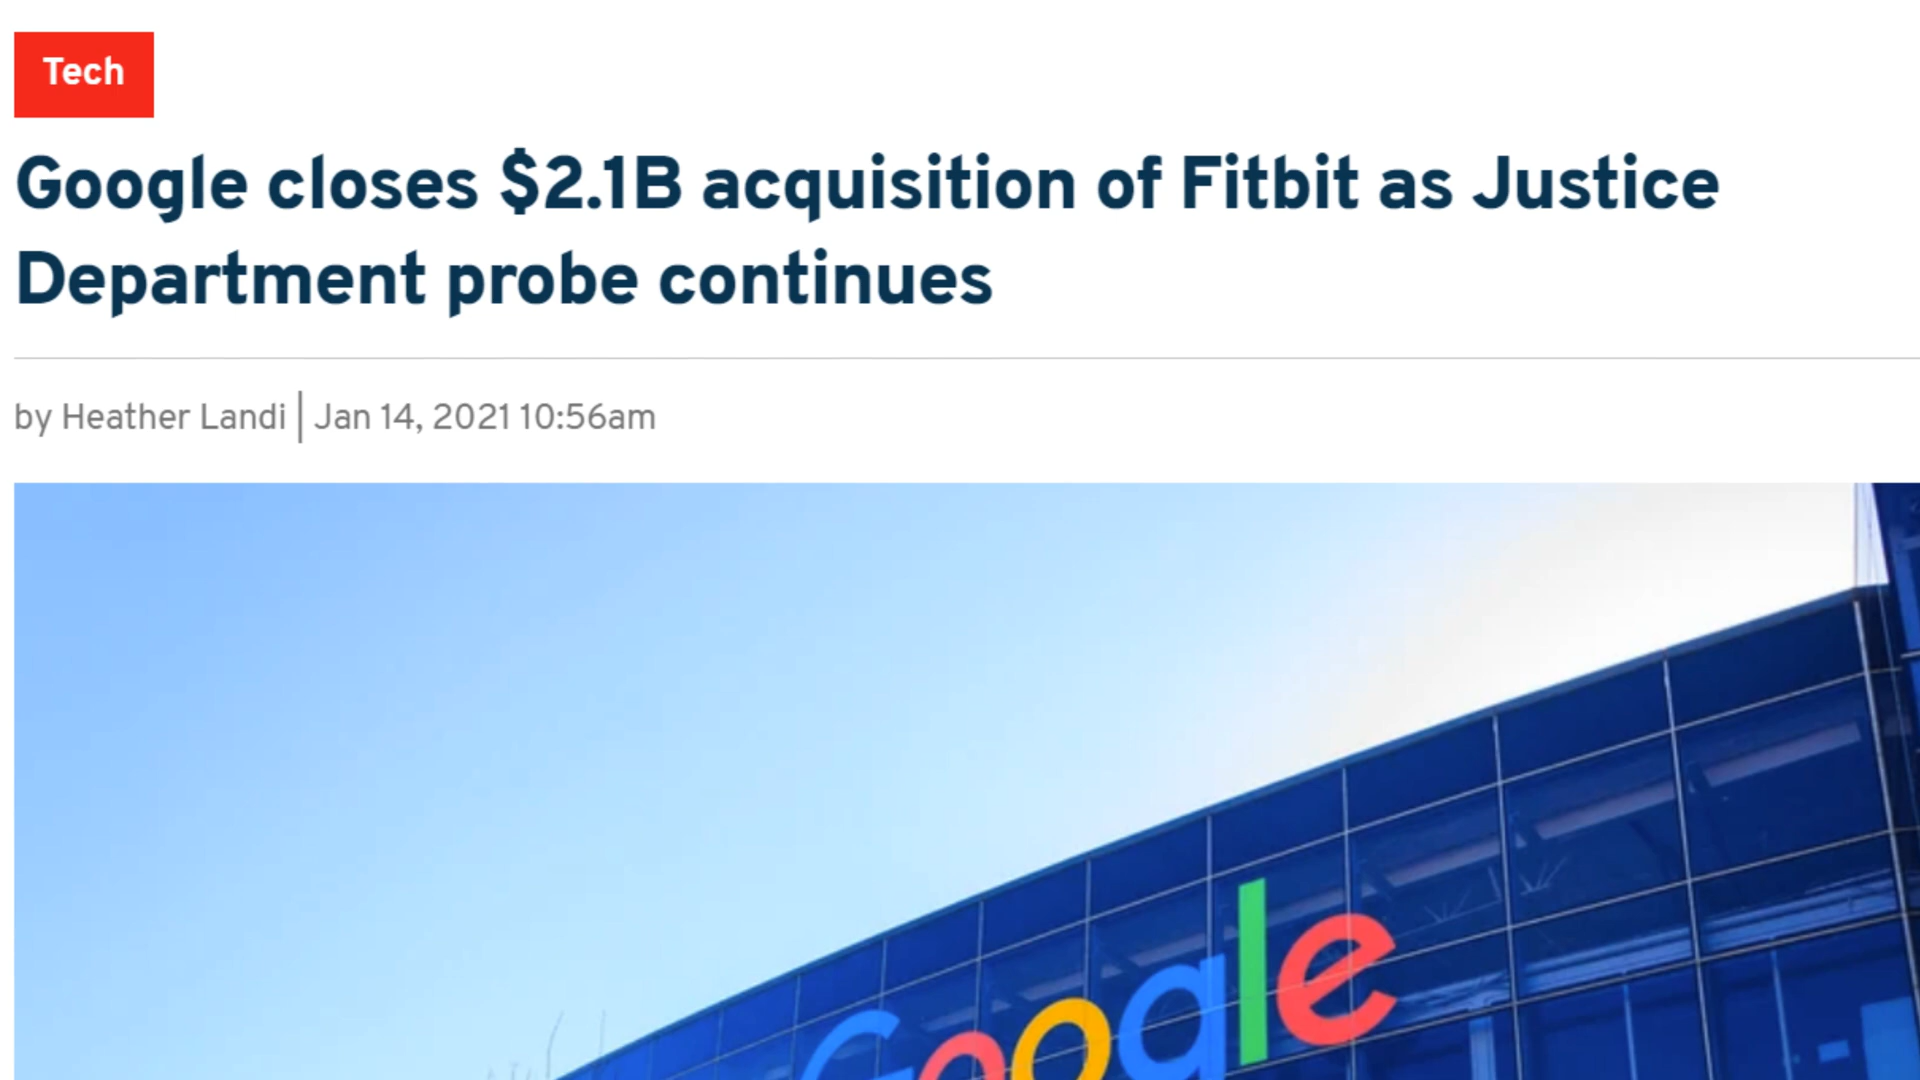 Tech
Google closes $2.1B acquisition of Fitbit as Justice
Department probe continues
by Heather Landi | Jan 14, 2021 10:56am
Google